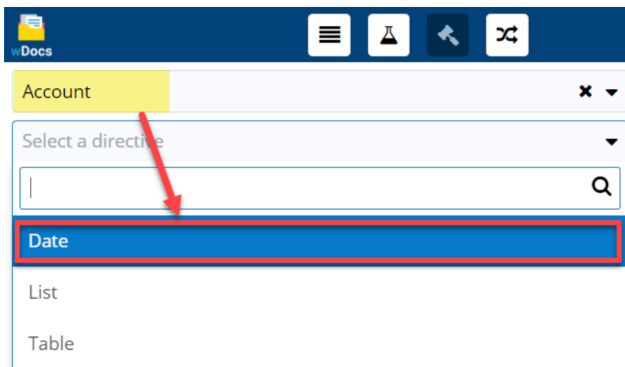 wDocs
Account
Select a directive
Date
List
Table